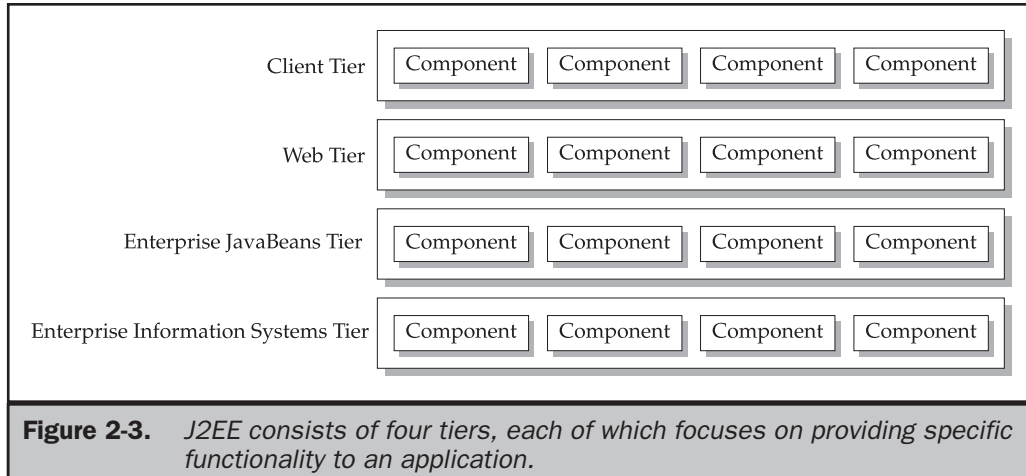 Client Tier Component Component Component Component
Web Tier Component Component Component Component
Enterprise JavaBeans Tier Component Component Component Component
Enterprise Information Systems Tier Component Component Component Component
Figure 2-3. J2EE consists of four tiers, each of which focuses on providing specific
functionality to an application.